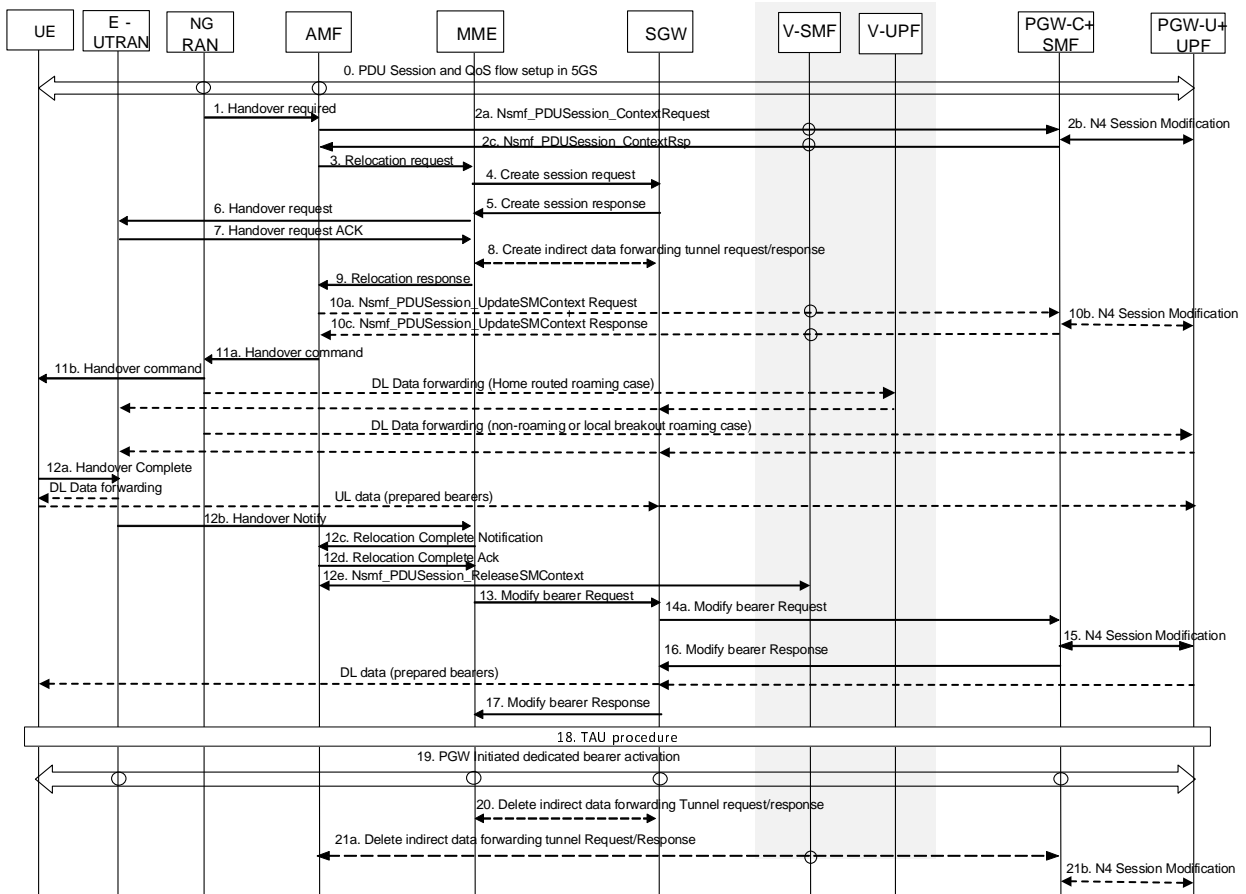 UE
E -
UTRAN
NG
RAN
AMF
MME
SGW
V-SMF
V-UPF
PGW-C+
SMF
PGW-U+
UPF
0. PDU Session and QoS flow setup in 5GS
1. Handover required
2a. Nsmf_PDUSession_ContextRequest
2b. N4 Session Modification
2c. Nsmf_PDUSession_ContextRsp
3. Relocation request
4. Create session request
5. Create session response
6. Handover request
7. Handover request ACK
8. Create indirect data forwarding tunnel request/response
9. Relocation response
10a. Nsmf_PDUSession_UpdateSMContext Request
10b. N4 Session Modification
10c. Nsmf_PDUSession_UpdateSMContext Response
11a. Handover command
11b. Handover command
DL Data forwarding (Home routed roaming case)
DL Data forwarding (non-roaming or local breakout roaming case)
12a. Handover Complete
DL Data forwarding
UL data (prepared bearers)
12b. Handover Notify
12c. Relocation Complete Notification
12d. Relocation Complete Ack
12e. Nsmf_PDUSession_ReleaseSMContext
13. Modify bearer Request
14a. Modify bearer Request
15. N4 Session Modification
16. Modify bearer Response
DL data (prepared bearers)
17. Modify bearer Response
18. TAU procedure
19. PGW Initiated dedicated bearer activation
20. Delete indirect data forwarding Tunnel request/response
21a. Delete indirect data forwarding tunnel Request/Response
21b. N4 Session Modification